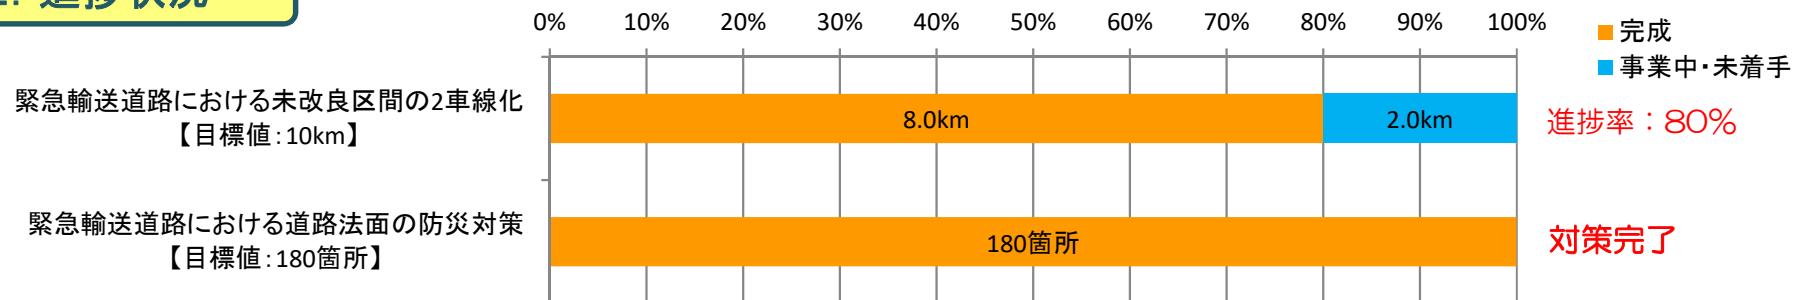 進捗状況
0% 10% 20% 30% 40% 50% 60% 70% 80% 90% 100%
完成
事業中・未着手
緊急輸送道路における未改良区間の2車線化
【目標値：10km】
8.0km 2.0km
進捗率：80%
緊急輸送道路における道路法面の防災対策
【目標値：180箇所】
180箇所
対策完了